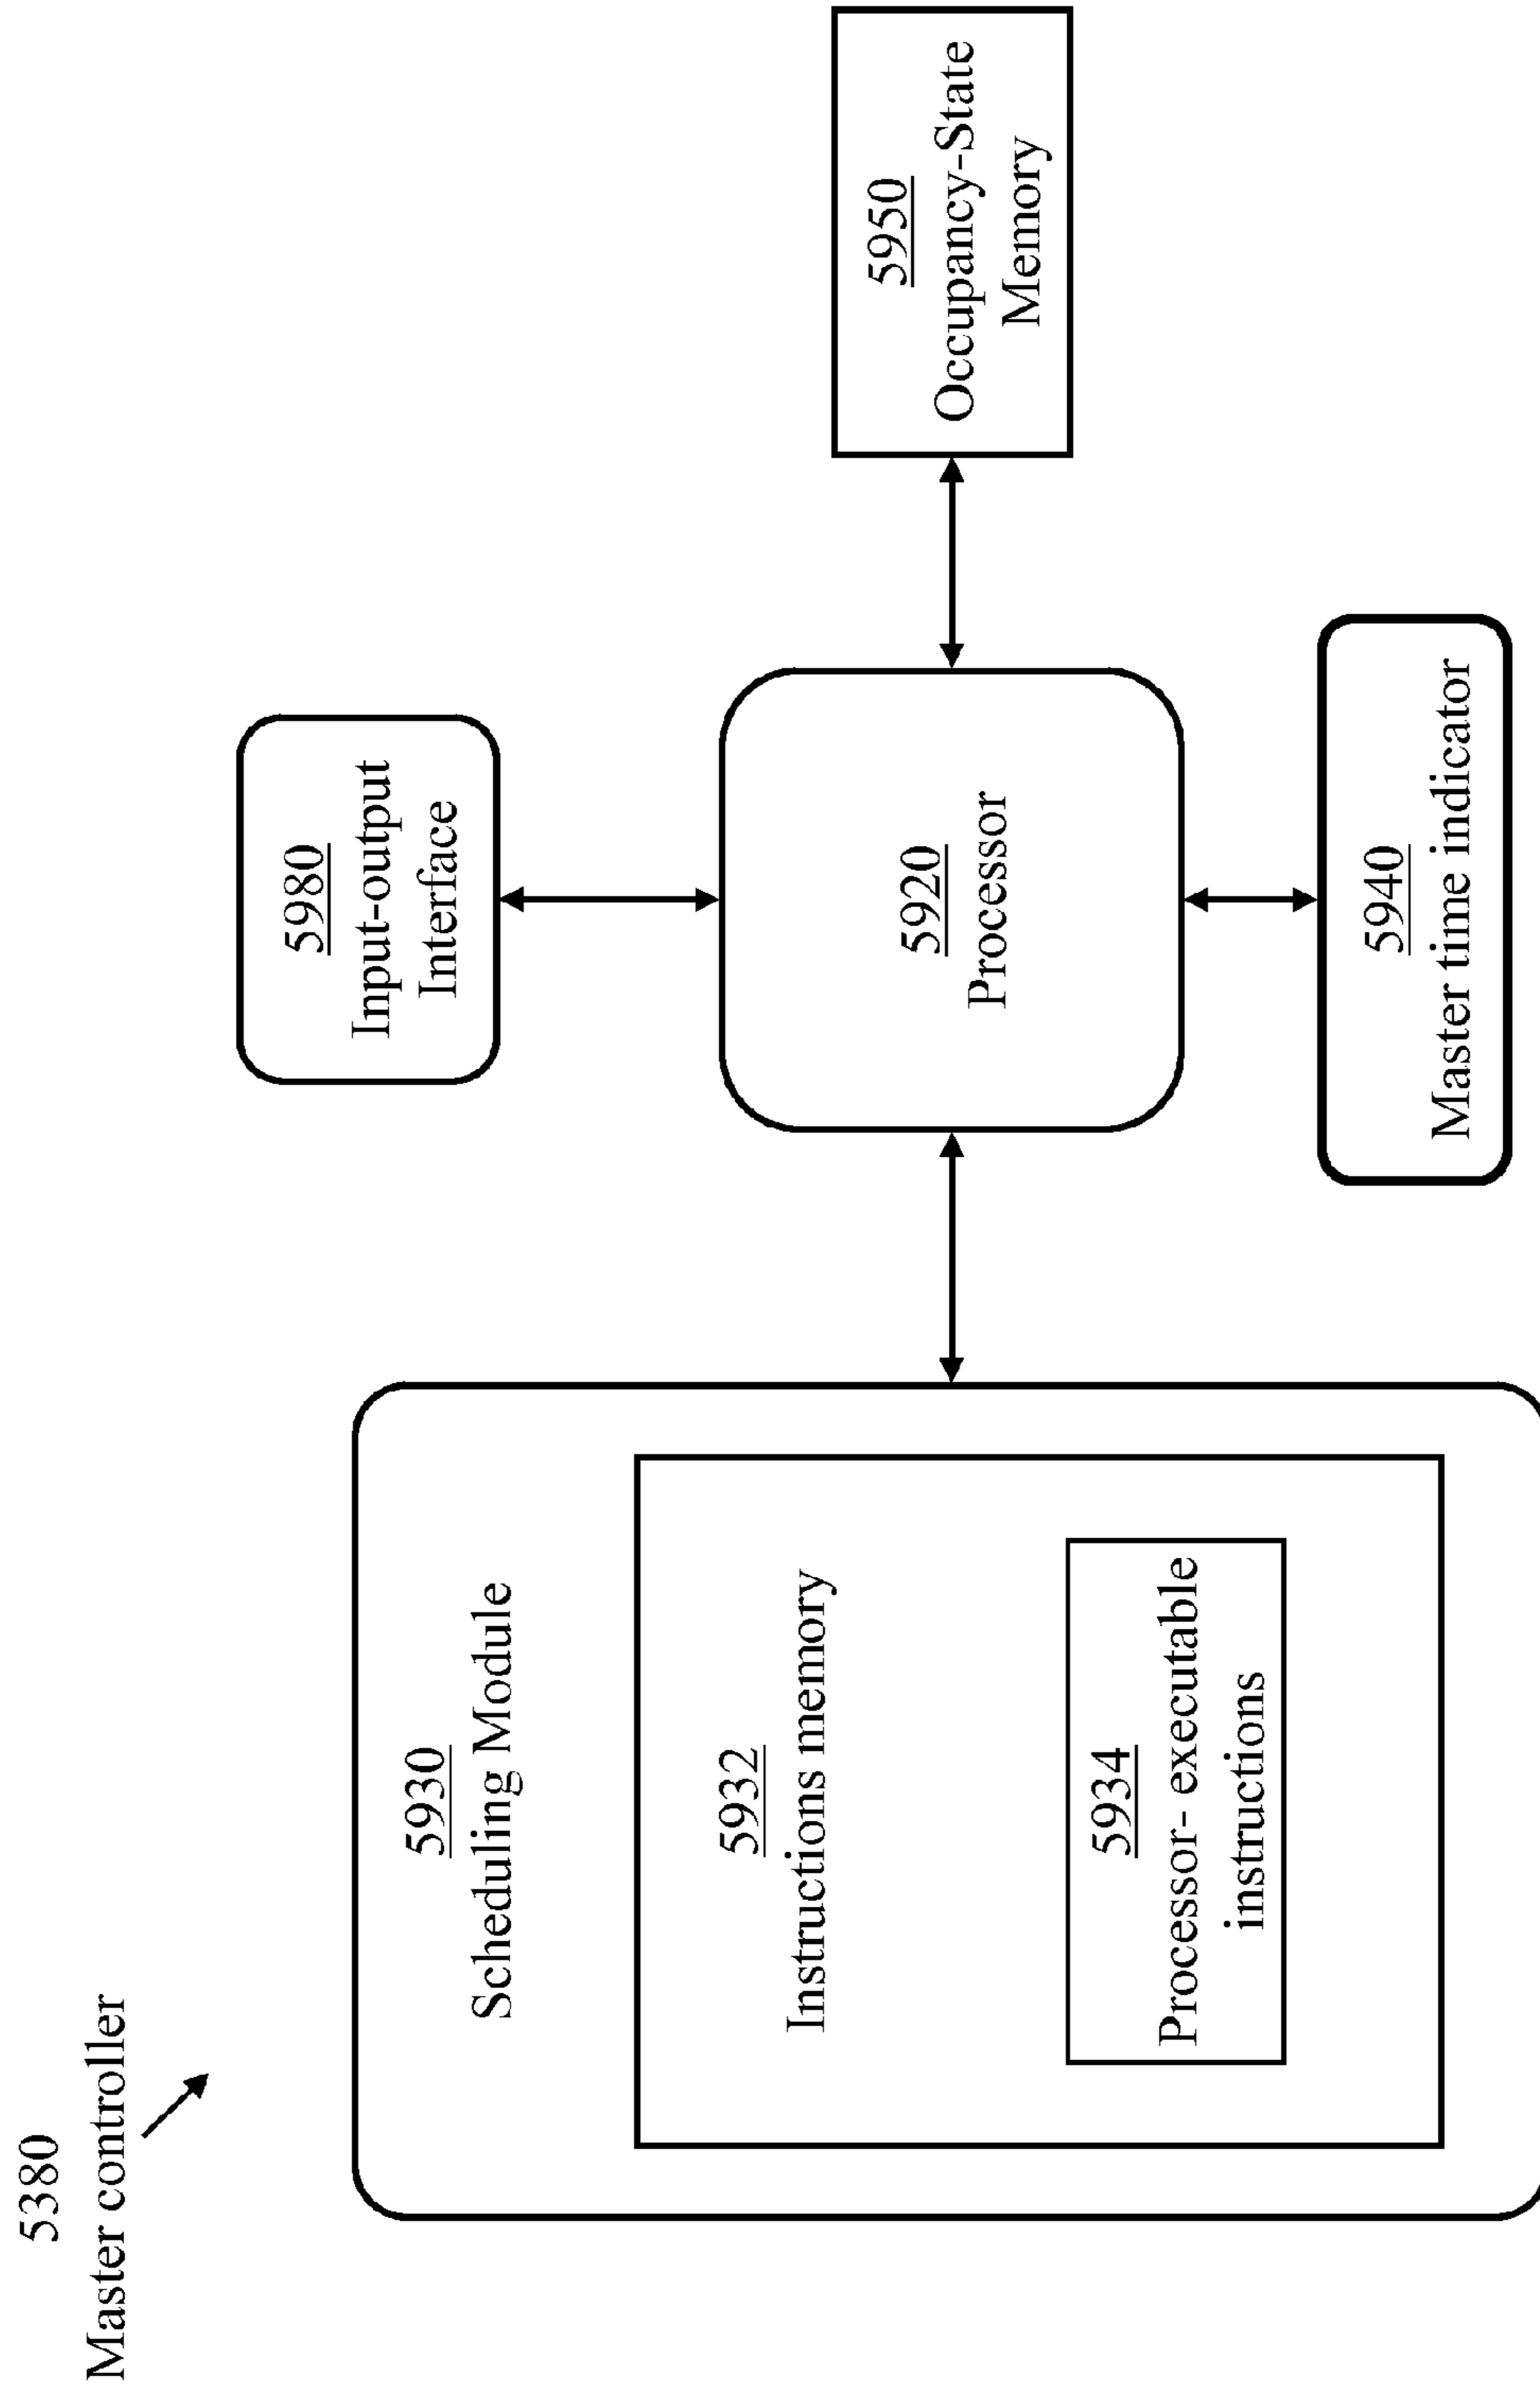 5380
Master controller
5930
Scheduling Module
5932
Instructions memory
5934
Processor- executable
instructions
5980
Input-output
Interface
5920
Processor
5940
Master time indicator
5950
Occupancy-State
Memory